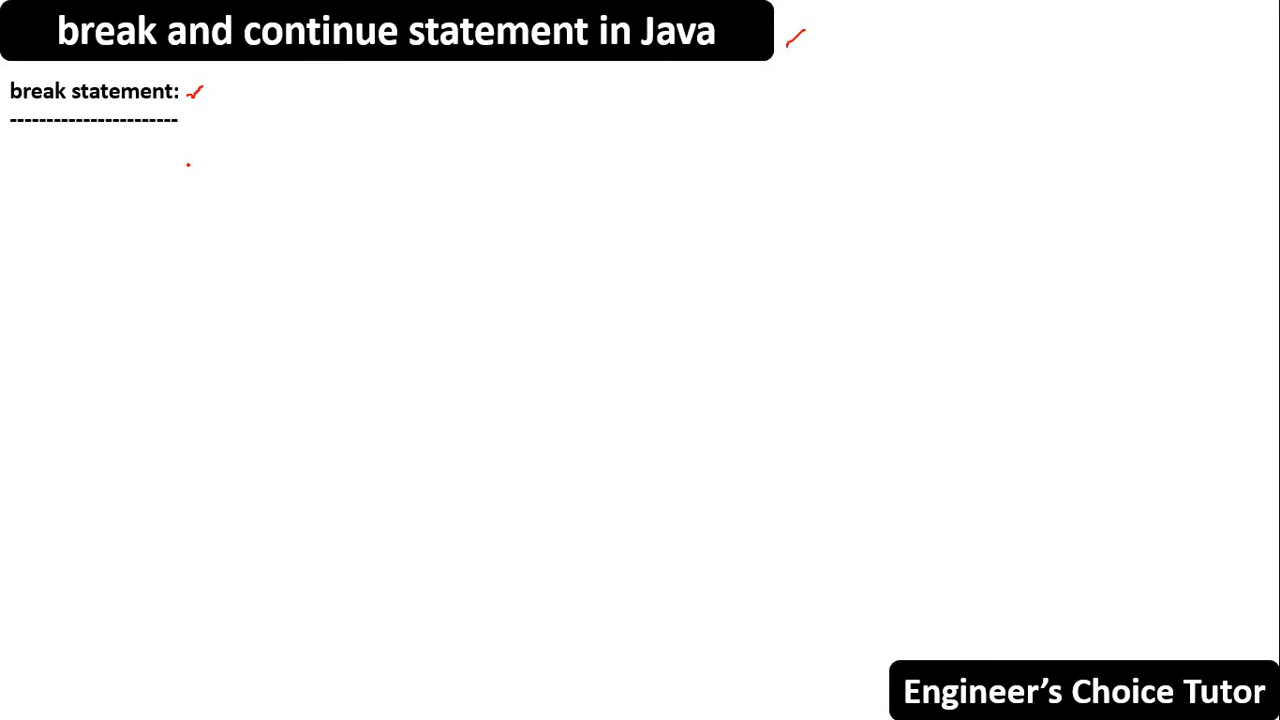 break and continue statement in Java
break statement:
-----------------------
Engineer’s Choice Tutor